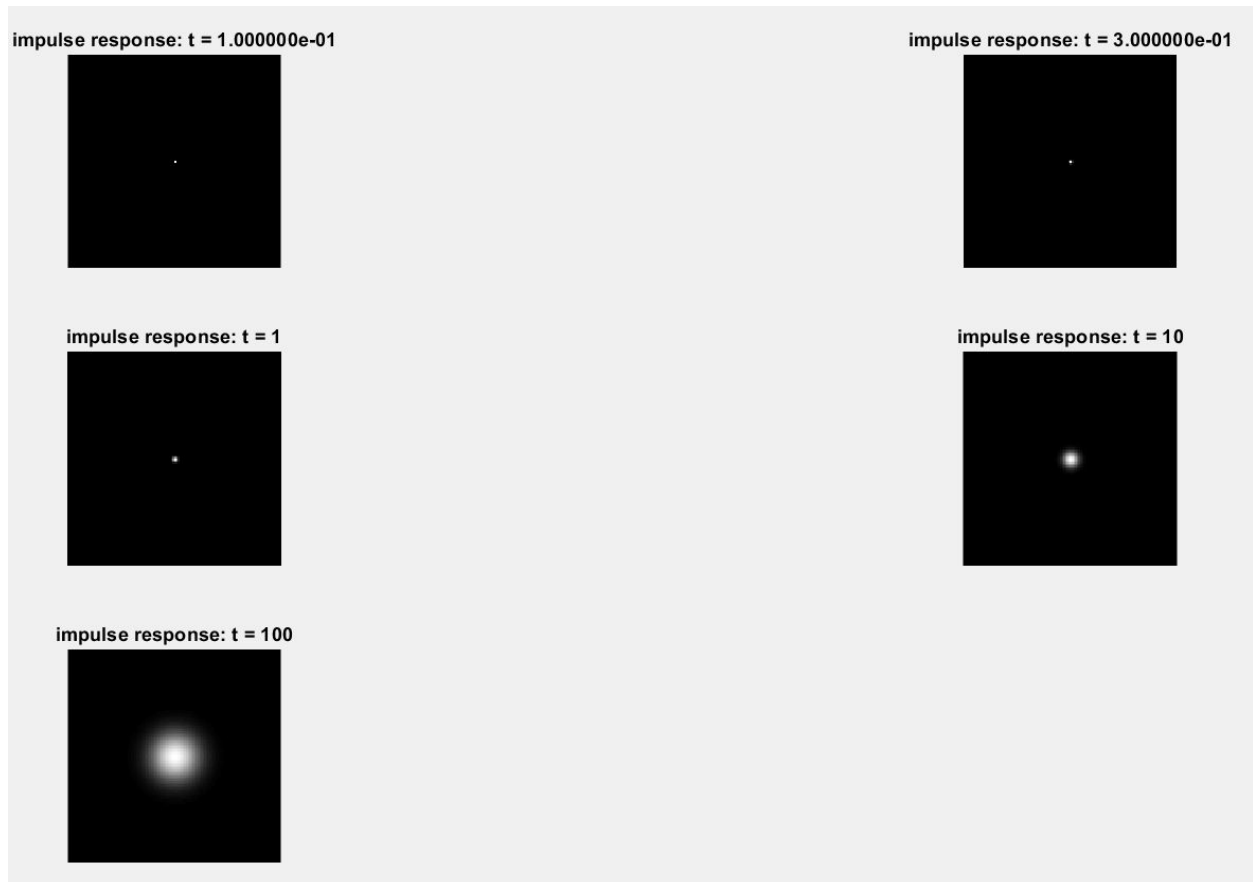 impulse response: t = 1.000000e-01
impulse response: t = 3.000000e-01
impulse response: t = 1
impulse response: t = 10
impulse response: t = 100